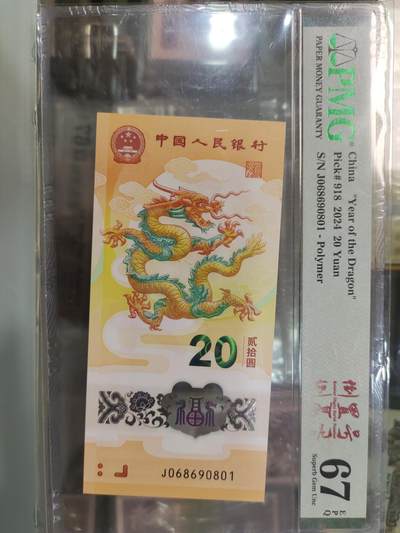 中国人民银行
20
贰拾圆
福
J068690801
PMG
PAPER MONEY GUARANTY
China "Year of the Dragon"
Pick# 918 2024 20 Yuan
S/N J068690801 - Polymer
67 EPQ
Superb Gem Unc